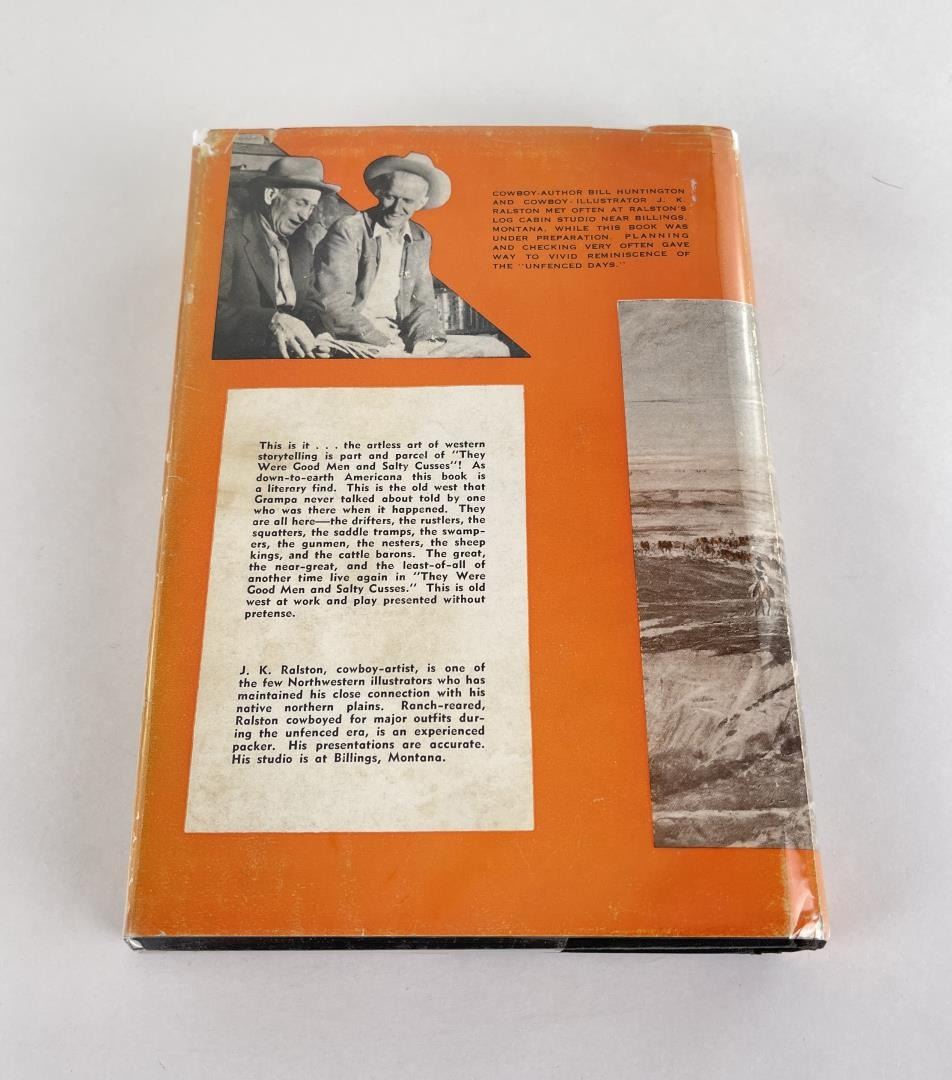 COWBOY-AUTHOR BILL HUNTINGTON
AND COWBOY-ILLUSTRATOR J. K.
RALSTON MET OFTEN AT RALSTON'S
LOG CABIN STUDIO NEAR BILLINGS,
MONTANA, WHILE THIS BOOK WAS
UNDER PREPARATION. PLANNING
AND CHECKING VERY OFTEN GAVE
WAY TO VIVID REMINISCENCE OF
THE "UNFENCED DAYS."
This is it . . . the artless art of western
storytelling is part and parcel of "They
Were Good Men and Salty Cusses"! As
down-to-earth Americana this book is
a literary find. This is the old west that
Grampa never talked about told by one
who was there when it happened. They
are all here—the drifters, the rustlers, the
squatters, the saddle tramps, the swamp-
ers, the gunmen, the nesters, the sheep
kings, and the cattle barons. The great,
the near-great, and the least-of-all of
another time live again in "They Were
Good Men and Salty Cusses." This is old
west at work and play presented without
pretense.
J. K. Ralston, cowboy-artist, is one of
the few Northwestern illustrators who has
maintained his close connection with his
native northern plains. Ranch-reared,
Ralston cowboyed for major outfits dur-
ing the unfenced era, is an experienced
packer. His presentations are accurate.
His studio is at Billings, Montana.